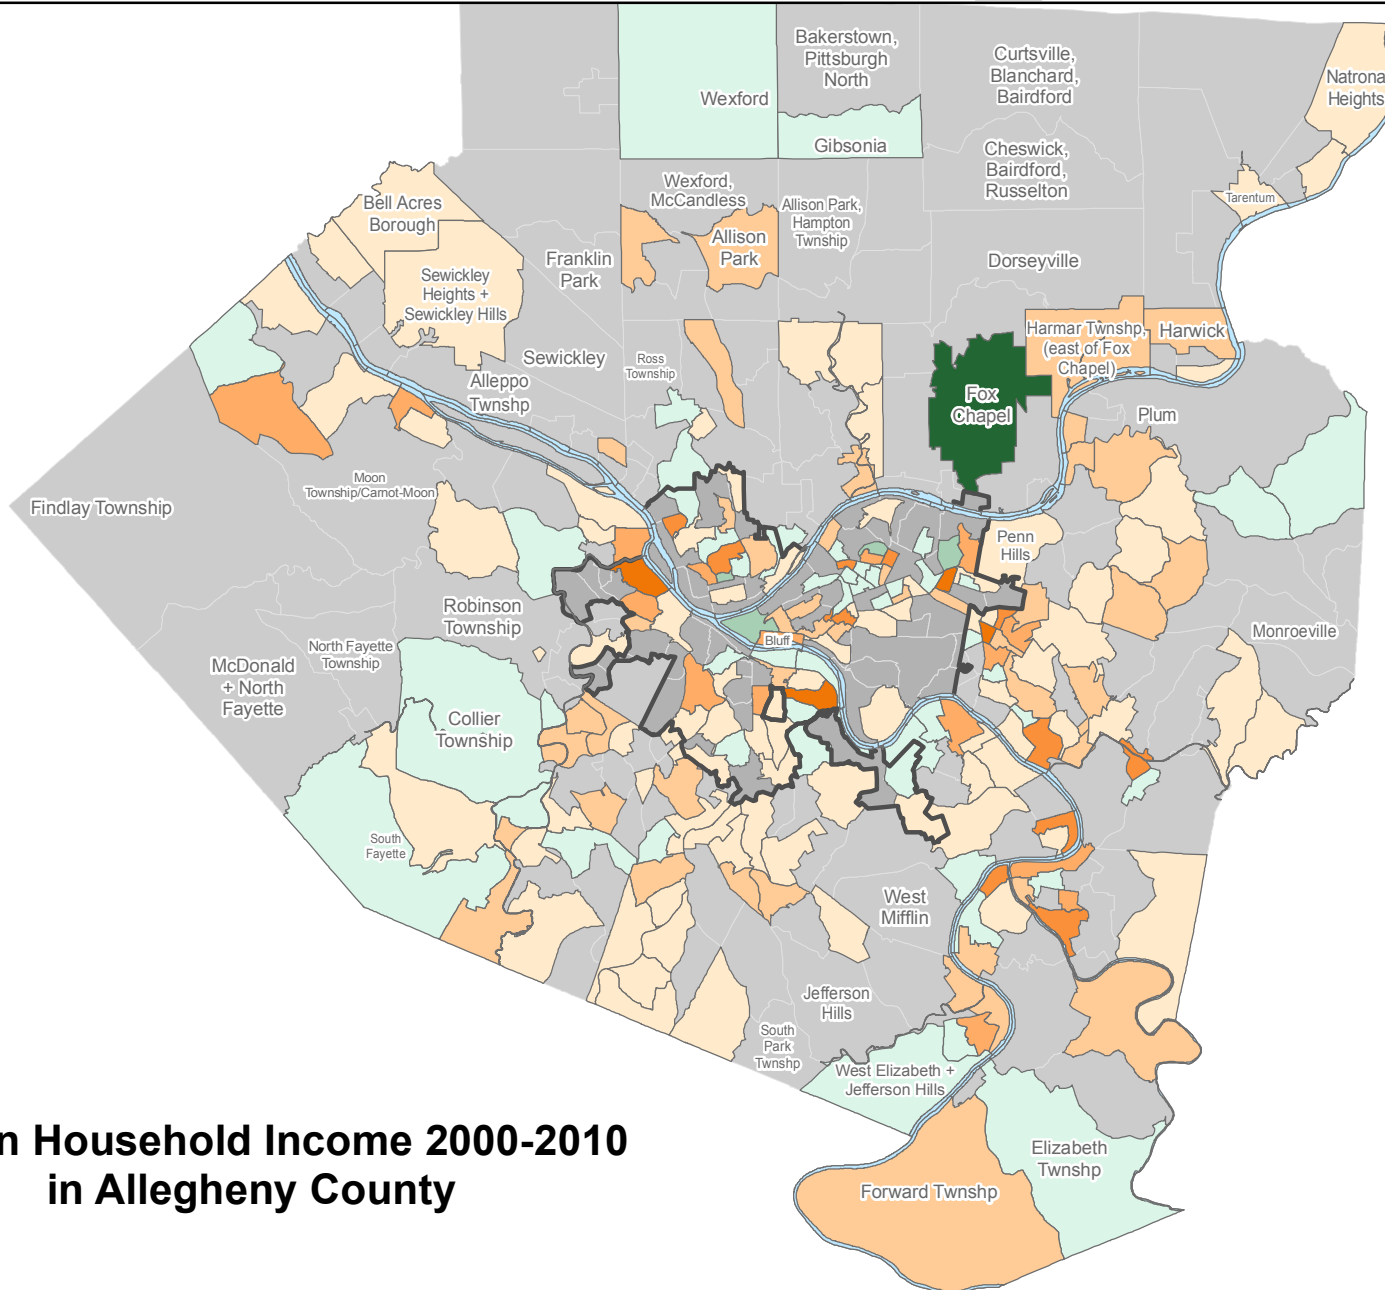 Bakerstown,
Pittsburgh
North
Curtsville,
Blanchard,
Bairdford
Natrona
Heights
Wexford
Gibsonia
Cheswick,
Bairdford,
Russelton
Wexford,
McCandless
Allison Park,
Hampton
Twnship
Tarentum
Bell Acres
Borough
Allison
Park
Franklin
Park
Dorseyville
Sewickley
Heights +
Sewickley Hills
Harmar Twnshp,
(east of Fox
Chapel)
Harwick
Sewickley
Ross
Township
Alleppo
Twnshp
Fox
Chapel
Plum
Moon
Township/Carnot-Moon
Findlay Township
Penn
Hills
Robinson
Township
Monroeville
Bluff
North Fayette
Township
McDonald
+ North
Fayette
Collier
Township
South
Fayette
West
Mifflin
Jefferson
Hills
South
Park
Twnshp
West Elizabeth +
Jefferson Hills
n Household Income 2000-2010
in Allegheny County
Elizabeth
Twnshp
Forward Twnshp